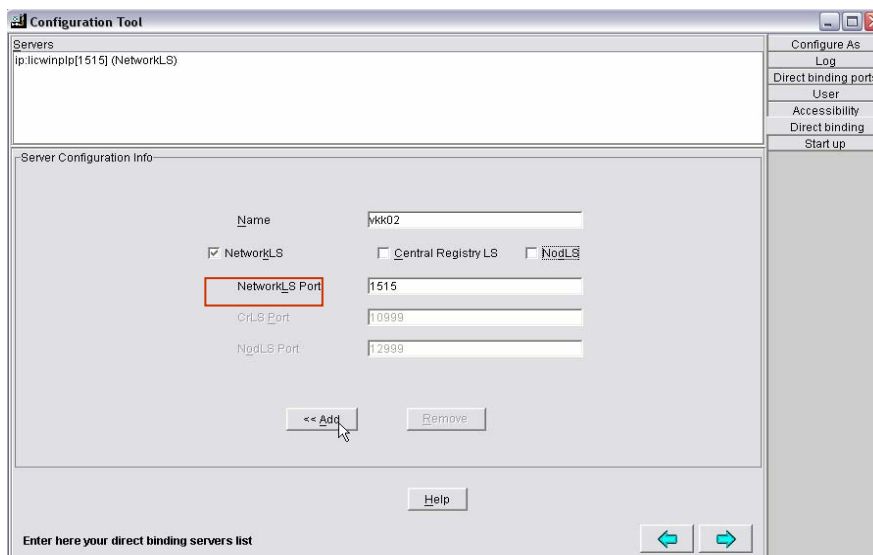 Configuration Tool
Servers
ip:licwinplp[1515] (NetworkLS)
Configure As
Log
Direct binding ports
User
Accessibility
Direct binding
Start up
Server Configuration Info
Name
vkk02
NetworkLS
Central Registry LS
NodLS
NetworkLS Port
1515
CrLS Port
10999
NodLS Port
12999
<< Add
Remove
Help
Enter here your direct binding servers list